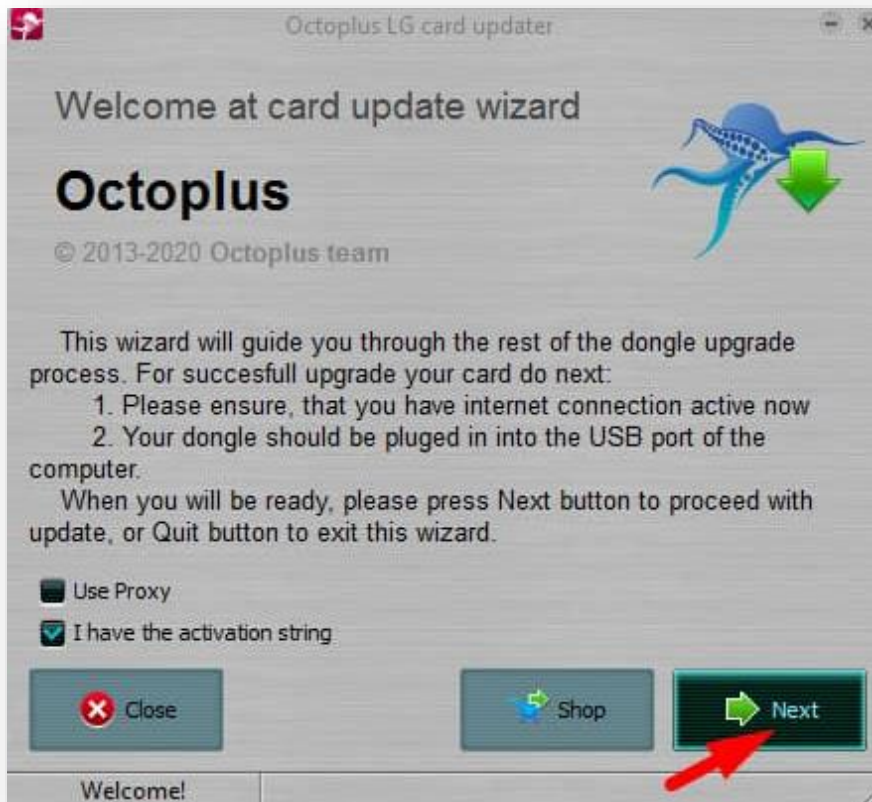 Octoplus LG card updater
Welcome at card update wizard
Octoplus
© 2013-2020 Octoplus team
This wizard will guide you through the rest of the dongle upgrade
process. For succesfull upgrade your card do next:
1. Please ensure, that you have internet connection active now
2. Your dongle should be pluged in into the USB port of the
computer.
When you will be ready, please press Next button to proceed with
update, or Quit button to exit this wizard.
Use Proxy
I have the activation string
Close
Shop
Next
Welcome!